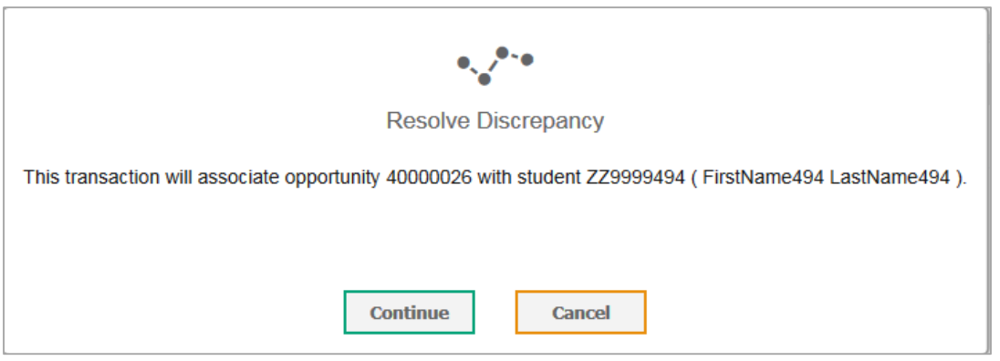 Resolve Discrepancy
This transaction will associate opportunity 40000026 with student ZZ9999494 ( FirstName494 LastName494 ).
Continue
Cancel